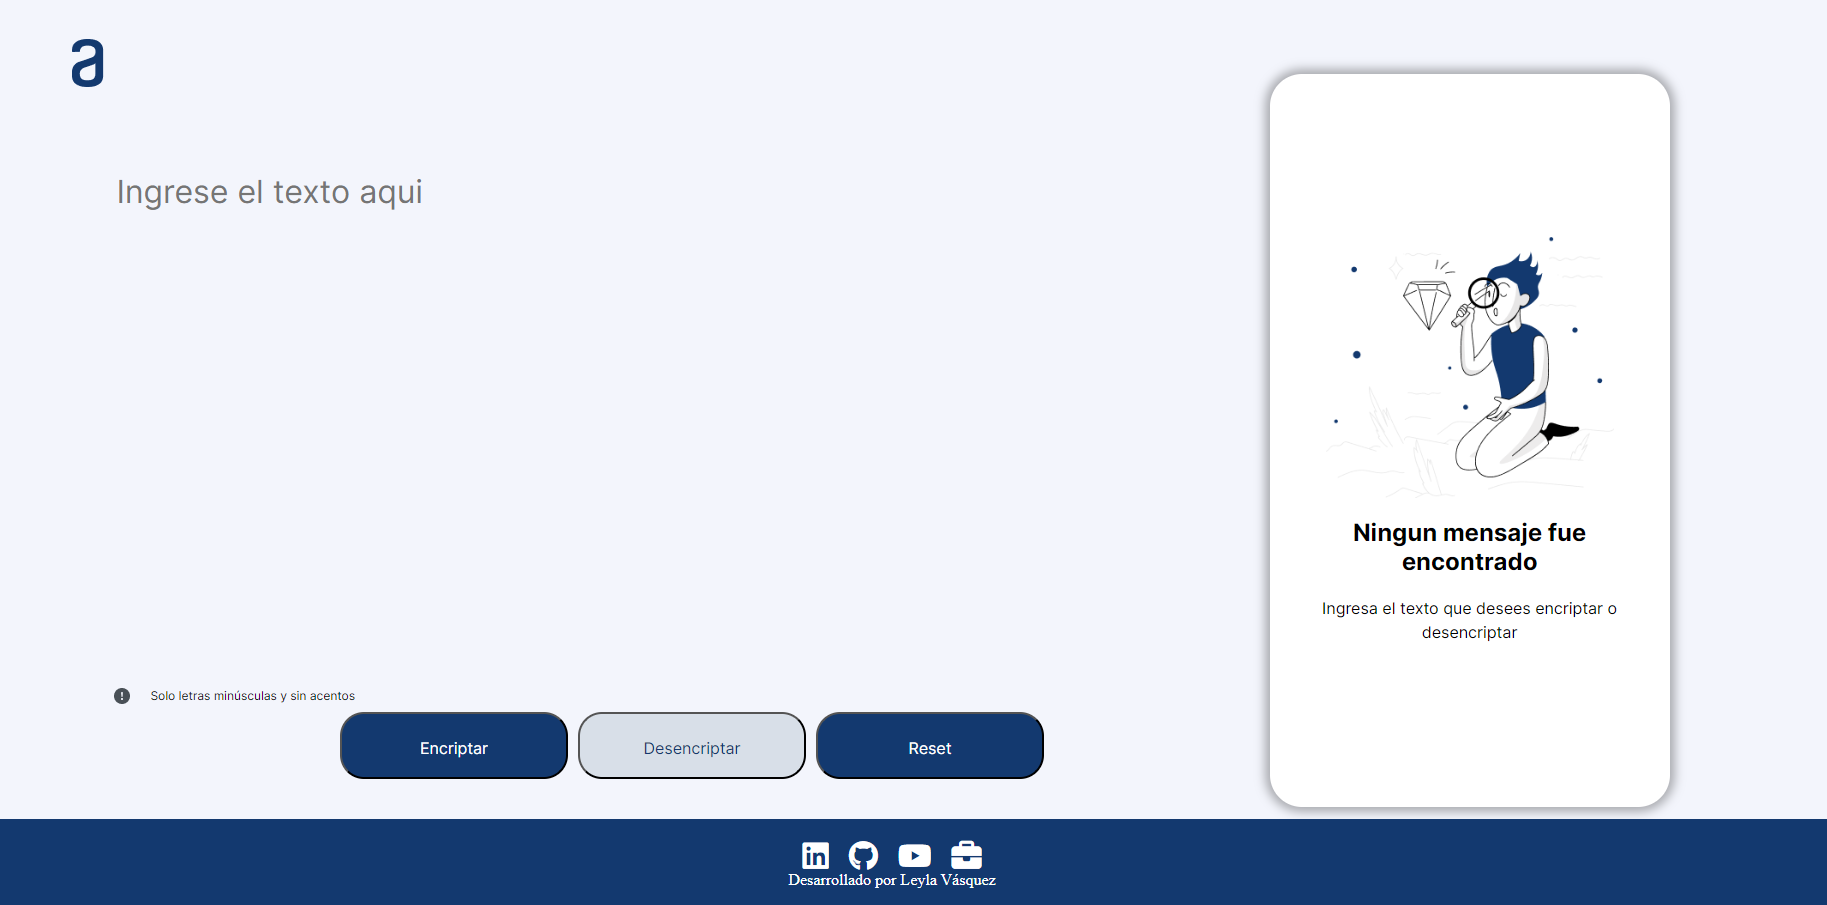 a
Ingrese el texto aqui
Ningun mensaje fue
encontrado
Ingresa el texto que desees encriptar o
desencriptar
Solo letras minúsculas y sin acentos
Encriptar
Desencriptar
Reset
in
Desarrollado por Leyla Vásquez